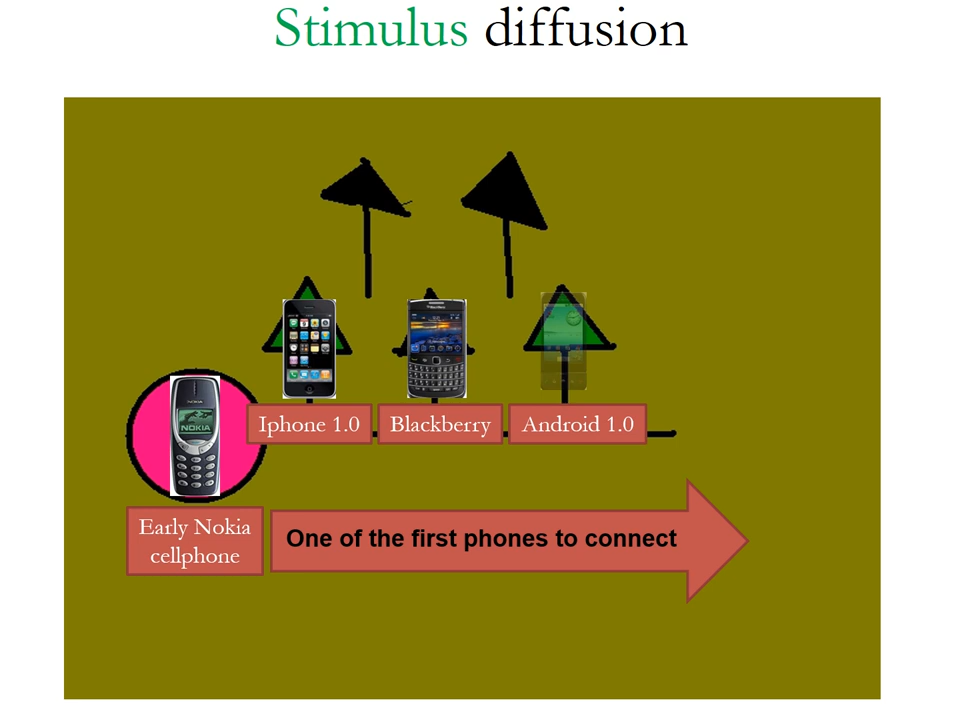 Stimulus diffusion
NOKIA
Iphone 1.0
Blackberry
Android 1.0
Early Nokia
cellphone
One of the first phones to connect